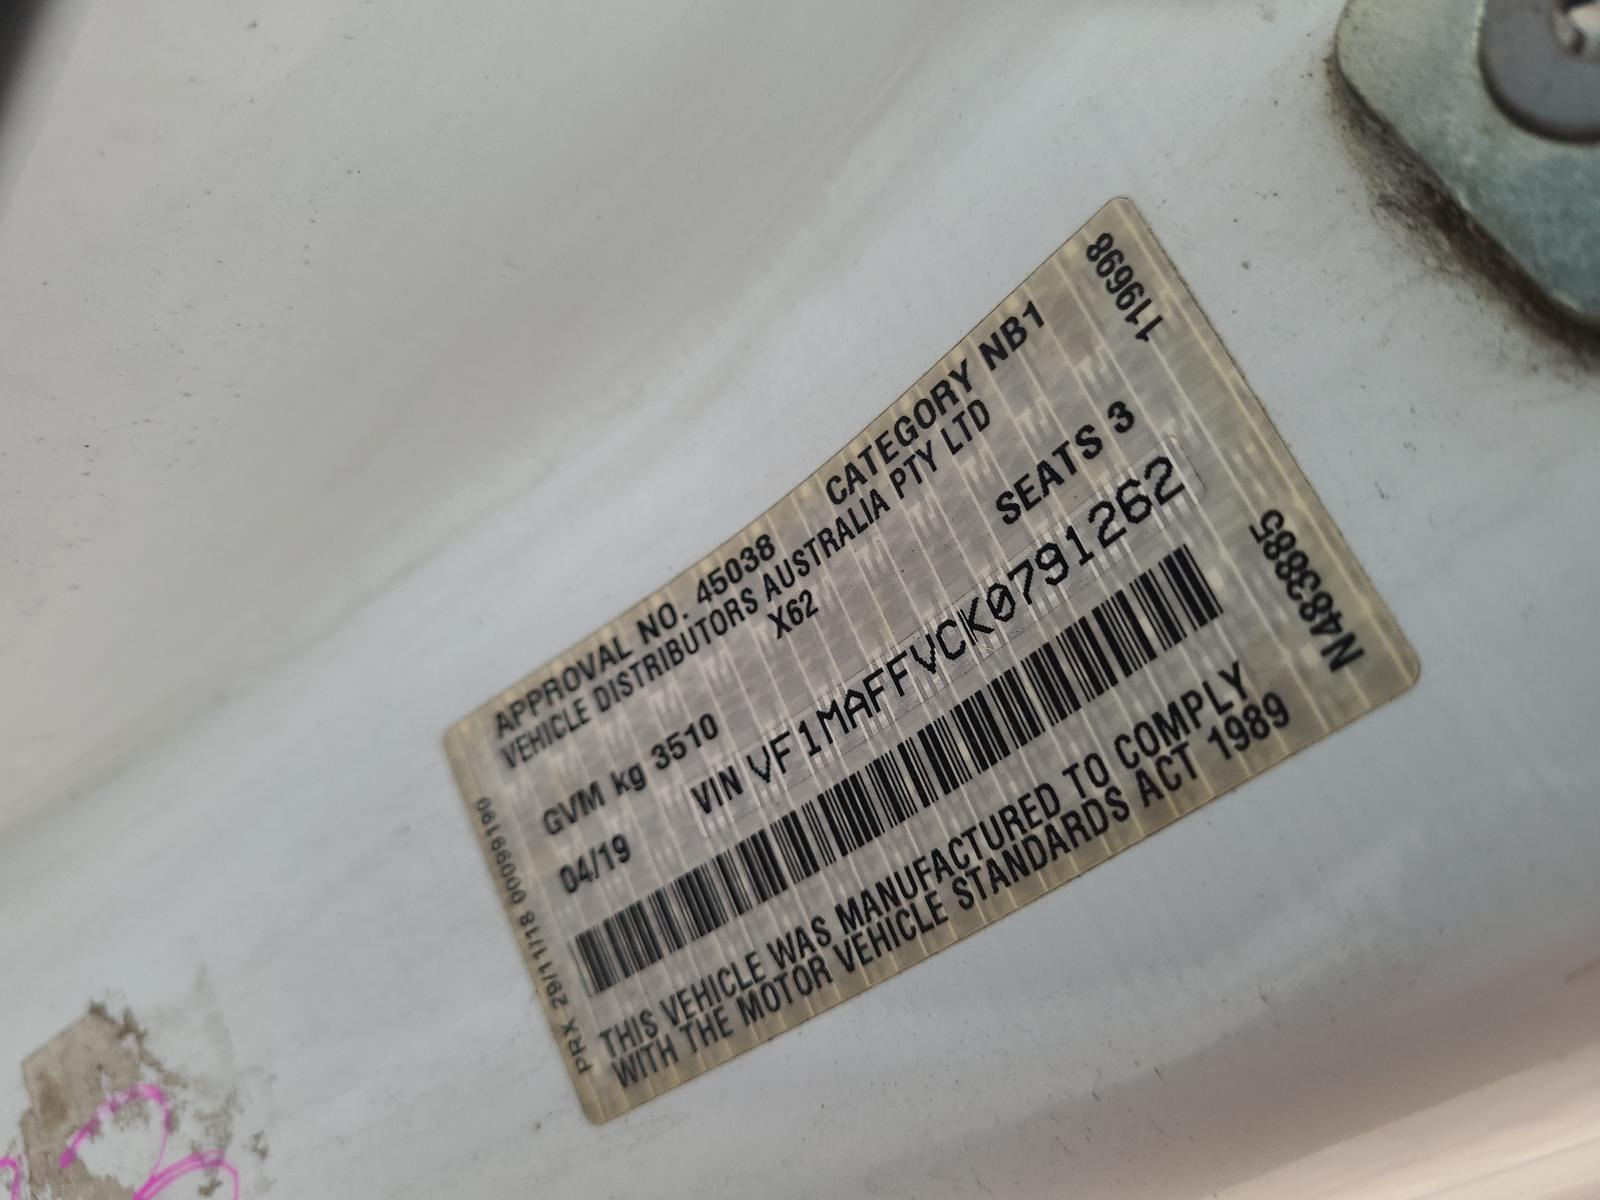 APPROVAL NO. 45038 CATEGORY NB1
VEHICLE DISTRIBUTORS AUSTRALIA PTY LTD
X62
GVM kg 3510 SEATS 3
04/19 VIN VF1MAFFVCK0791262
THIS VEHICLE WAS MANUFACTURED TO COMPLY
WITH THE MOTOR VEHICLE STANDARDS ACT 1989
PRX 29/11/18 00099190
119698
N483885